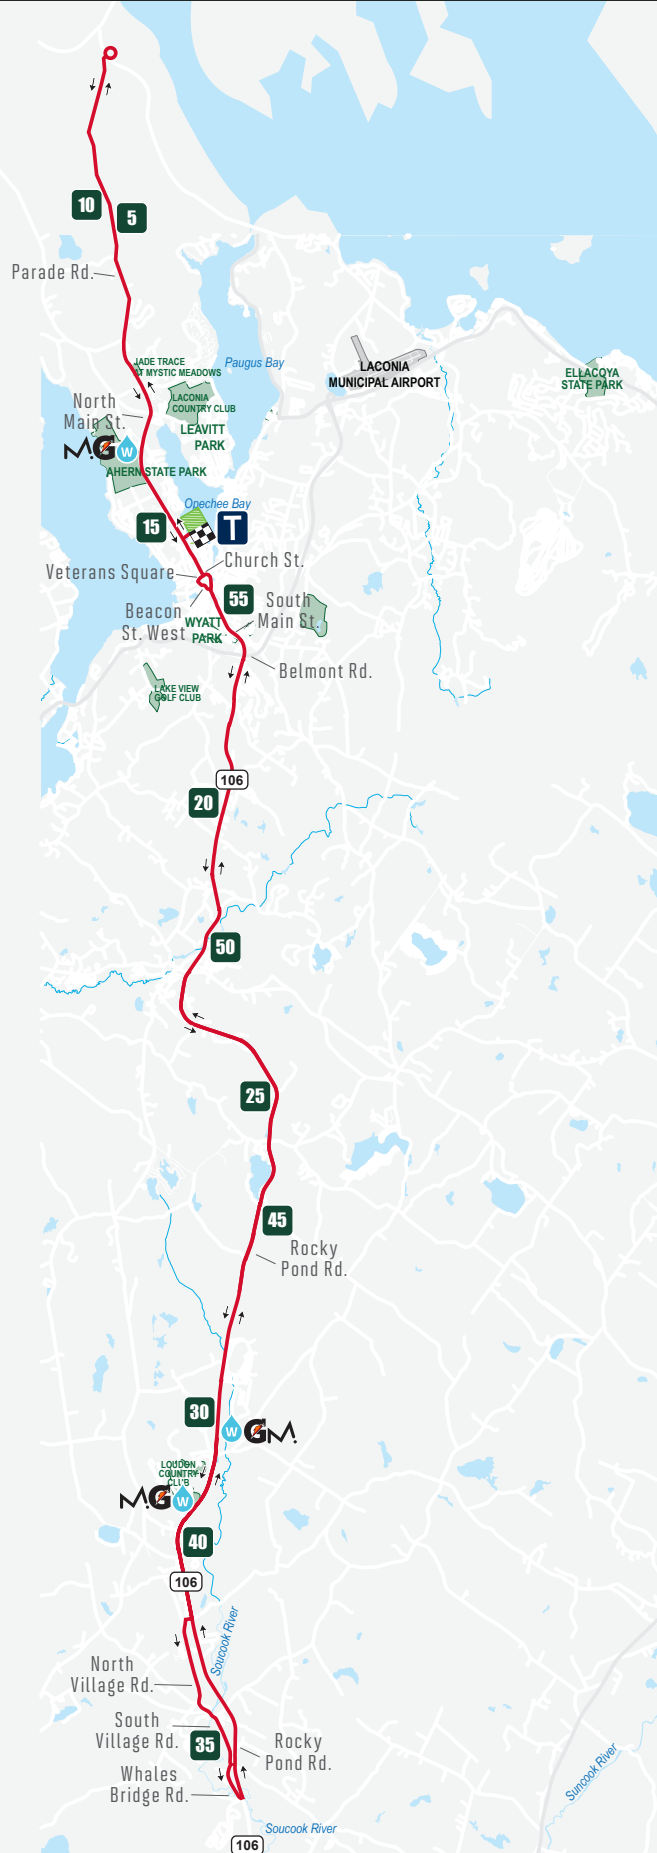 10
5
Parade Rd.
JADE TRACE
AT MYSTIC MEADOWS
Paugus Bay
LACONIA
MUNICIPAL AIRPORT
ELLACOYA
STATE PARK
North
Main St.
LACONIA
COUNTRY CLUB
LEAVITT
PARK
M.G W
AHERN STATE PARK
Opechee Bay
15
T
Church St.
Veterans Square
55
Beacon
St. West
South
Main St.
WYATT
PARK
Belmont Rd.
LAKE VIEW
GOLF CLUB
106
20
50
25
45
Rocky
Pond Rd.
30
W GM.
LOUDON
COUNTRY
CLUB
M.G W
40
106
Soucook River
North
Village Rd.
South
Village Rd.
35
Rocky
Pond Rd.
Whales
Bridge Rd.
Suncook River
Soucook River
106